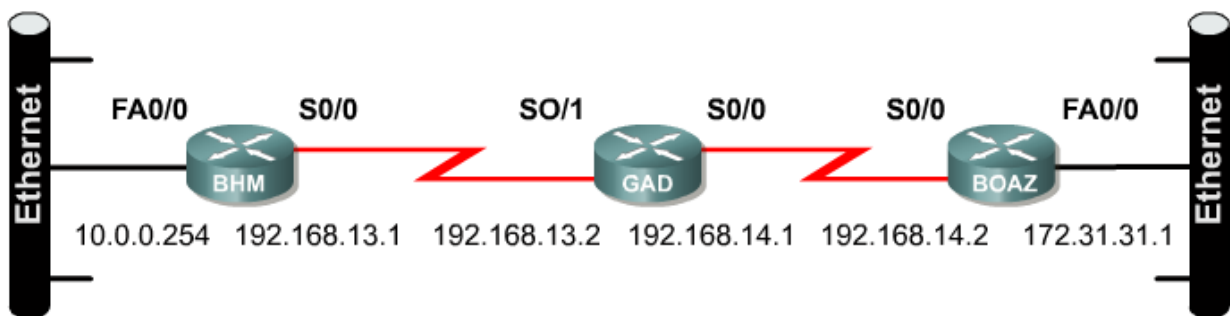 Ethernet
FA0/0 S0/0 SO/1 S0/0 S0/0 FA0/0
BHM GAD BOAZ
10.0.0.254 192.168.13.1 192.168.13.2 192.168.14.1 192.168.14.2 172.31.31.1
Ethernet